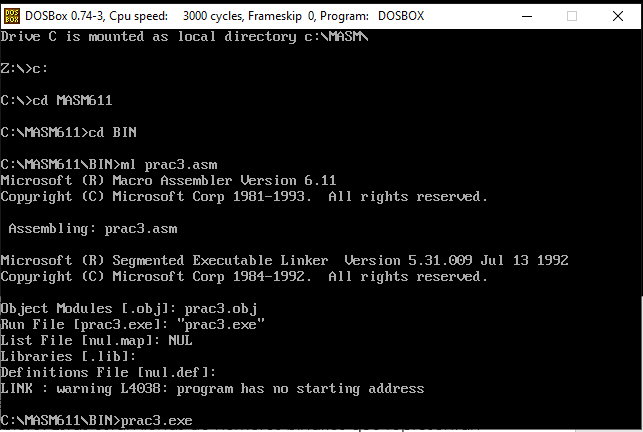 DOSBox 0.74-3, Cpu speed:    3000 cycles, Frameskip  0, Program:   DOSBOX
Drive C is mounted as local directory c:\MASM\
Z:\>c:
C:\>cd MASM611
C:\MASM611>cd BIN
C:\MASM611\BIN>ml prac3.asm
Microsoft (R) Macro Assembler Version 6.11
Copyright (C) Microsoft Corp 1981-1993.  All rights reserved.
 Assembling: prac3.asm
Microsoft (R) Segmented Executable Linker  Version 5.31.009 Jul 13 1992
Copyright (C) Microsoft Corp 1984-1992.  All rights reserved.
Object Modules [.obj]: prac3.obj
Run File [prac3.exe]: "prac3.exe"
List File [nul.map]: NUL
Libraries [.lib]:
Definitions File [nul.def]:
LINK : warning L4038: program has no starting address
C:\MASM611\BIN>prac3.exe